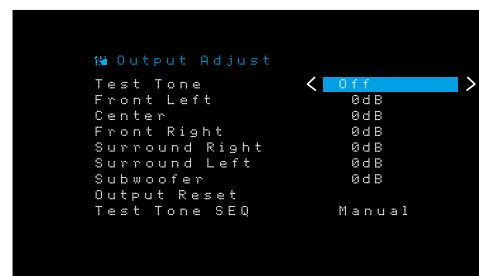 Output Adjust
Test Tone < Off >
Front Left 0dB
Center 0dB
Front Right 0dB
Surround Right 0dB
Surround Left 0dB
Subwoofer 0dB
Output Reset
Test Tone SEQ Manual